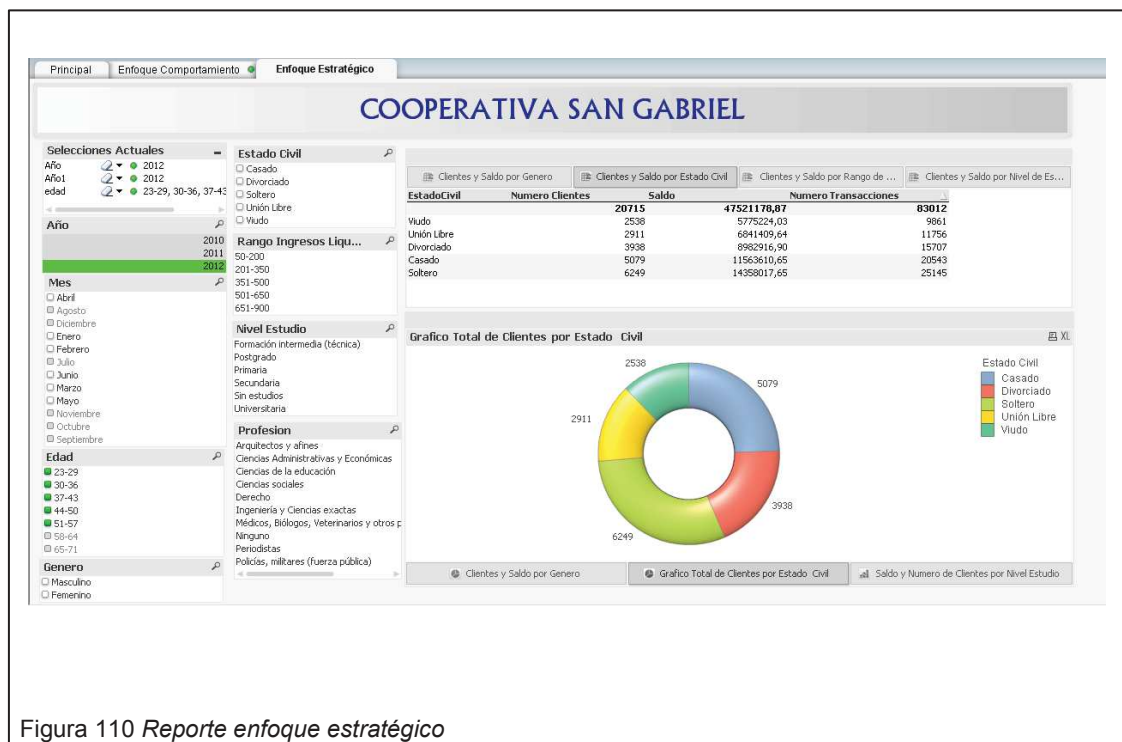 Principal Enfoque Comportamiento Enfoque Estratégico
COOPERATIVA SAN GABRIEL
Selecciones Actuales
Año 2012
Año1 2012
edad 23-29, 30-36, 37-43
Año
2010
2011
2012
Mes
Abril
Agosto
Diciembre
Enero
Febrero
Julio
Junio
Marzo
Mayo
Noviembre
Octubre
Septiembre
Edad
23-29
30-36
37-43
44-50
51-57
58-64
65-71
Genero
Masculino
Femenino
Estado Civil
Casado
Divorciado
Soltero
Unión Libre
Viudo
Rango Ingresos Liqu...
50-200
201-350
351-500
501-650
651-900
Nivel Estudio
Formación intermedia (técnica)
Postgrado
Primaria
Secundaria
Sin estudios
Universitaria
Profesion
Arquitectos y afines
Ciencias Administrativas y Económicas
Ciencias de la educación
Ciencias sociales
Derecho
Ingeniería y Ciencias exactas
Médicos, Biólogos, Veterinarios y otros p
Ninguno
Periodistas
Policías, militares (fuerza pública)
Clientes y Saldo por Genero Clientes y Saldo por Estado Civil Clientes y Saldo por Rango de ... Clientes y Saldo por Nivel de Es...
EstadoCivil Numero Clientes Saldo Numero Transacciones
20715 47521178,87 83012
Viudo 2538 5775224,03 9861
Unión Libre 2911 6841409,64 11756
Divorciado 3938 8982916,90 15707
Casado 5079 11563610,65 20543
Soltero 6249 14358017,65 25145
Grafico Total de Clientes por Estado Civil XL
2538
5079
2911
3938
6249
Estado Civil
Casado
Divorciado
Soltero
Unión Libre
Viudo
Clientes y Saldo por Genero Grafico Total de Clientes por Estado Civil Saldo y Numero de Clientes por Nivel Estudio
Figura 110 Reporte enfoque estratégico